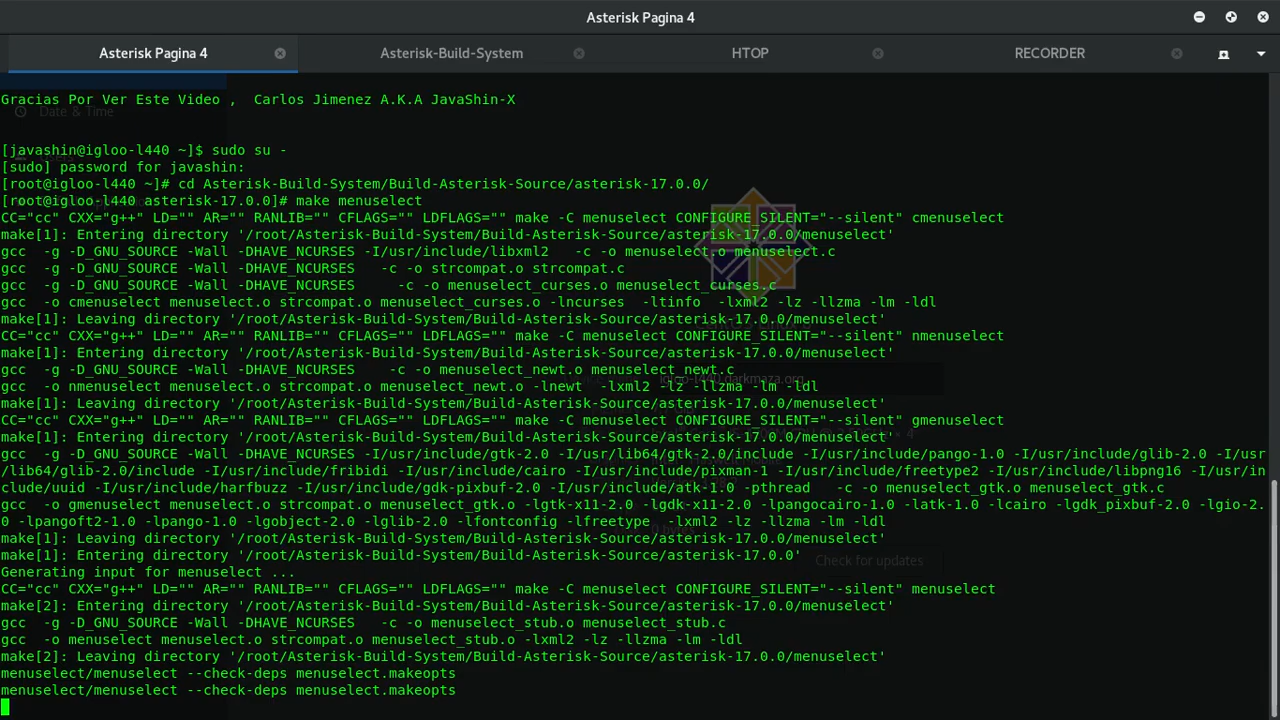 Asterisk Pagina 4
Asterisk Pagina 4
Asterisk-Build-System
HTOP
RECORDER
Gracias Por Ver Este Video ,  Carlos Jimenez A.K.A JavaShin-X
Date & Time
[javashin@igloo-l440 ~]$ sudo su -
[sudo] password for javashin:
[root@igloo-l440 ~]# cd Asterisk-Build-System/Build-Asterisk-Source/asterisk-17.0.0/
[root@igloo-l440 asterisk-17.0.0]# make menuselect
CC="cc" CXX="g++" LD="" AR="" RANLIB="" CFLAGS="" LDFLAGS="" make -C menuselect CONFIGURE_SILENT="--silent" cmenuselect
make[1]: Entering directory '/root/Asterisk-Build-System/Build-Asterisk-Source/asterisk-17.0.0/menuselect'
gcc  -g -D_GNU_SOURCE -Wall -DHAVE_NCURSES -I/usr/include/libxml2   -c -o menuselect.o menuselect.c
gcc  -g -D_GNU_SOURCE -Wall -DHAVE_NCURSES   -c -o strcompat.o strcompat.c
gcc  -g -D_GNU_SOURCE -Wall -DHAVE_NCURSES     -c -o menuselect_curses.o menuselect_curses.c
gcc  -o cmenuselect menuselect.o strcompat.o menuselect_curses.o -lncurses  -ltinfo  -lxml2 -lz -llzma -lm -ldl
make[1]: Leaving directory '/root/Asterisk-Build-System/Build-Asterisk-Source/asterisk-17.0.0/menuselect'
CC="cc" CXX="g++" LD="" AR="" RANLIB="" CFLAGS="" LDFLAGS="" make -C menuselect CONFIGURE_SILENT="--silent" nmenuselect
make[1]: Entering directory '/root/Asterisk-Build-System/Build-Asterisk-Source/asterisk-17.0.0/menuselect'
gcc  -g -D_GNU_SOURCE -Wall -DHAVE_NCURSES    -c -o menuselect_newt.o menuselect_newt.c
igloo-l440.darkmaza.org
gcc  -o nmenuselect menuselect.o strcompat.o menuselect_newt.o -lnewt  -lxml2 -lz -llzma -lm -ldl
make[1]: Leaving directory '/root/Asterisk-Build-System/Build-Asterisk-Source/asterisk-17.0.0/menuselect'
CC="cc" CXX="g++" LD="" AR="" RANLIB="" CFLAGS="" LDFLAGS="" make -C menuselect CONFIGURE_SILENT="--silent" gmenuselect
make[1]: Entering directory '/root/Asterisk-Build-System/Build-Asterisk-Source/asterisk-17.0.0/menuselect'
gcc  -g -D_GNU_SOURCE -Wall -DHAVE_NCURSES -I/usr/include/gtk-2.0 -I/usr/lib64/gtk-2.0/include -I/usr/include/pango-1.0 -I/usr/include/glib-2.0 -I/usr
/lib64/glib-2.0/include -I/usr/include/fribidi -I/usr/include/cairo -I/usr/include/pixman-1 -I/usr/include/freetype2 -I/usr/include/libpng16 -I/usr/in
clude/uuid -I/usr/include/harfbuzz -I/usr/include/gdk-pixbuf-2.0 -I/usr/include/atk-1.0 -pthread   -c -o menuselect_gtk.o menuselect_gtk.c
gcc  -o gmenuselect menuselect.o strcompat.o menuselect_gtk.o -lgtk-x11-2.0 -lgdk-x11-2.0 -lpangocairo-1.0 -latk-1.0 -lcairo -lgdk_pixbuf-2.0 -lgio-2.
0 -lpangoft2-1.0 -lpango-1.0 -lgobject-2.0 -lglib-2.0 -lfontconfig -lfreetype  -lxml2 -lz -llzma -lm -ldl
make[1]: Leaving directory '/root/Asterisk-Build-System/Build-Asterisk-Source/asterisk-17.0.0/menuselect'
make[1]: Entering directory '/root/Asterisk-Build-System/Build-Asterisk-Source/asterisk-17.0.0'
Check for updates
Generating input for menuselect ...
CC="cc" CXX="g++" LD="" AR="" RANLIB="" CFLAGS="" LDFLAGS="" make -C menuselect CONFIGURE_SILENT="--silent" menuselect
make[2]: Entering directory '/root/Asterisk-Build-System/Build-Asterisk-Source/asterisk-17.0.0/menuselect'
gcc  -g -D_GNU_SOURCE -Wall -DHAVE_NCURSES   -c -o menuselect_stub.o menuselect_stub.c
gcc  -o menuselect menuselect.o strcompat.o menuselect_stub.o -lxml2 -lz -llzma -lm -ldl
make[2]: Leaving directory '/root/Asterisk-Build-System/Build-Asterisk-Source/asterisk-17.0.0/menuselect'
menuselect/menuselect --check-deps menuselect.makeopts
menuselect/menuselect --check-deps menuselect.makeopts